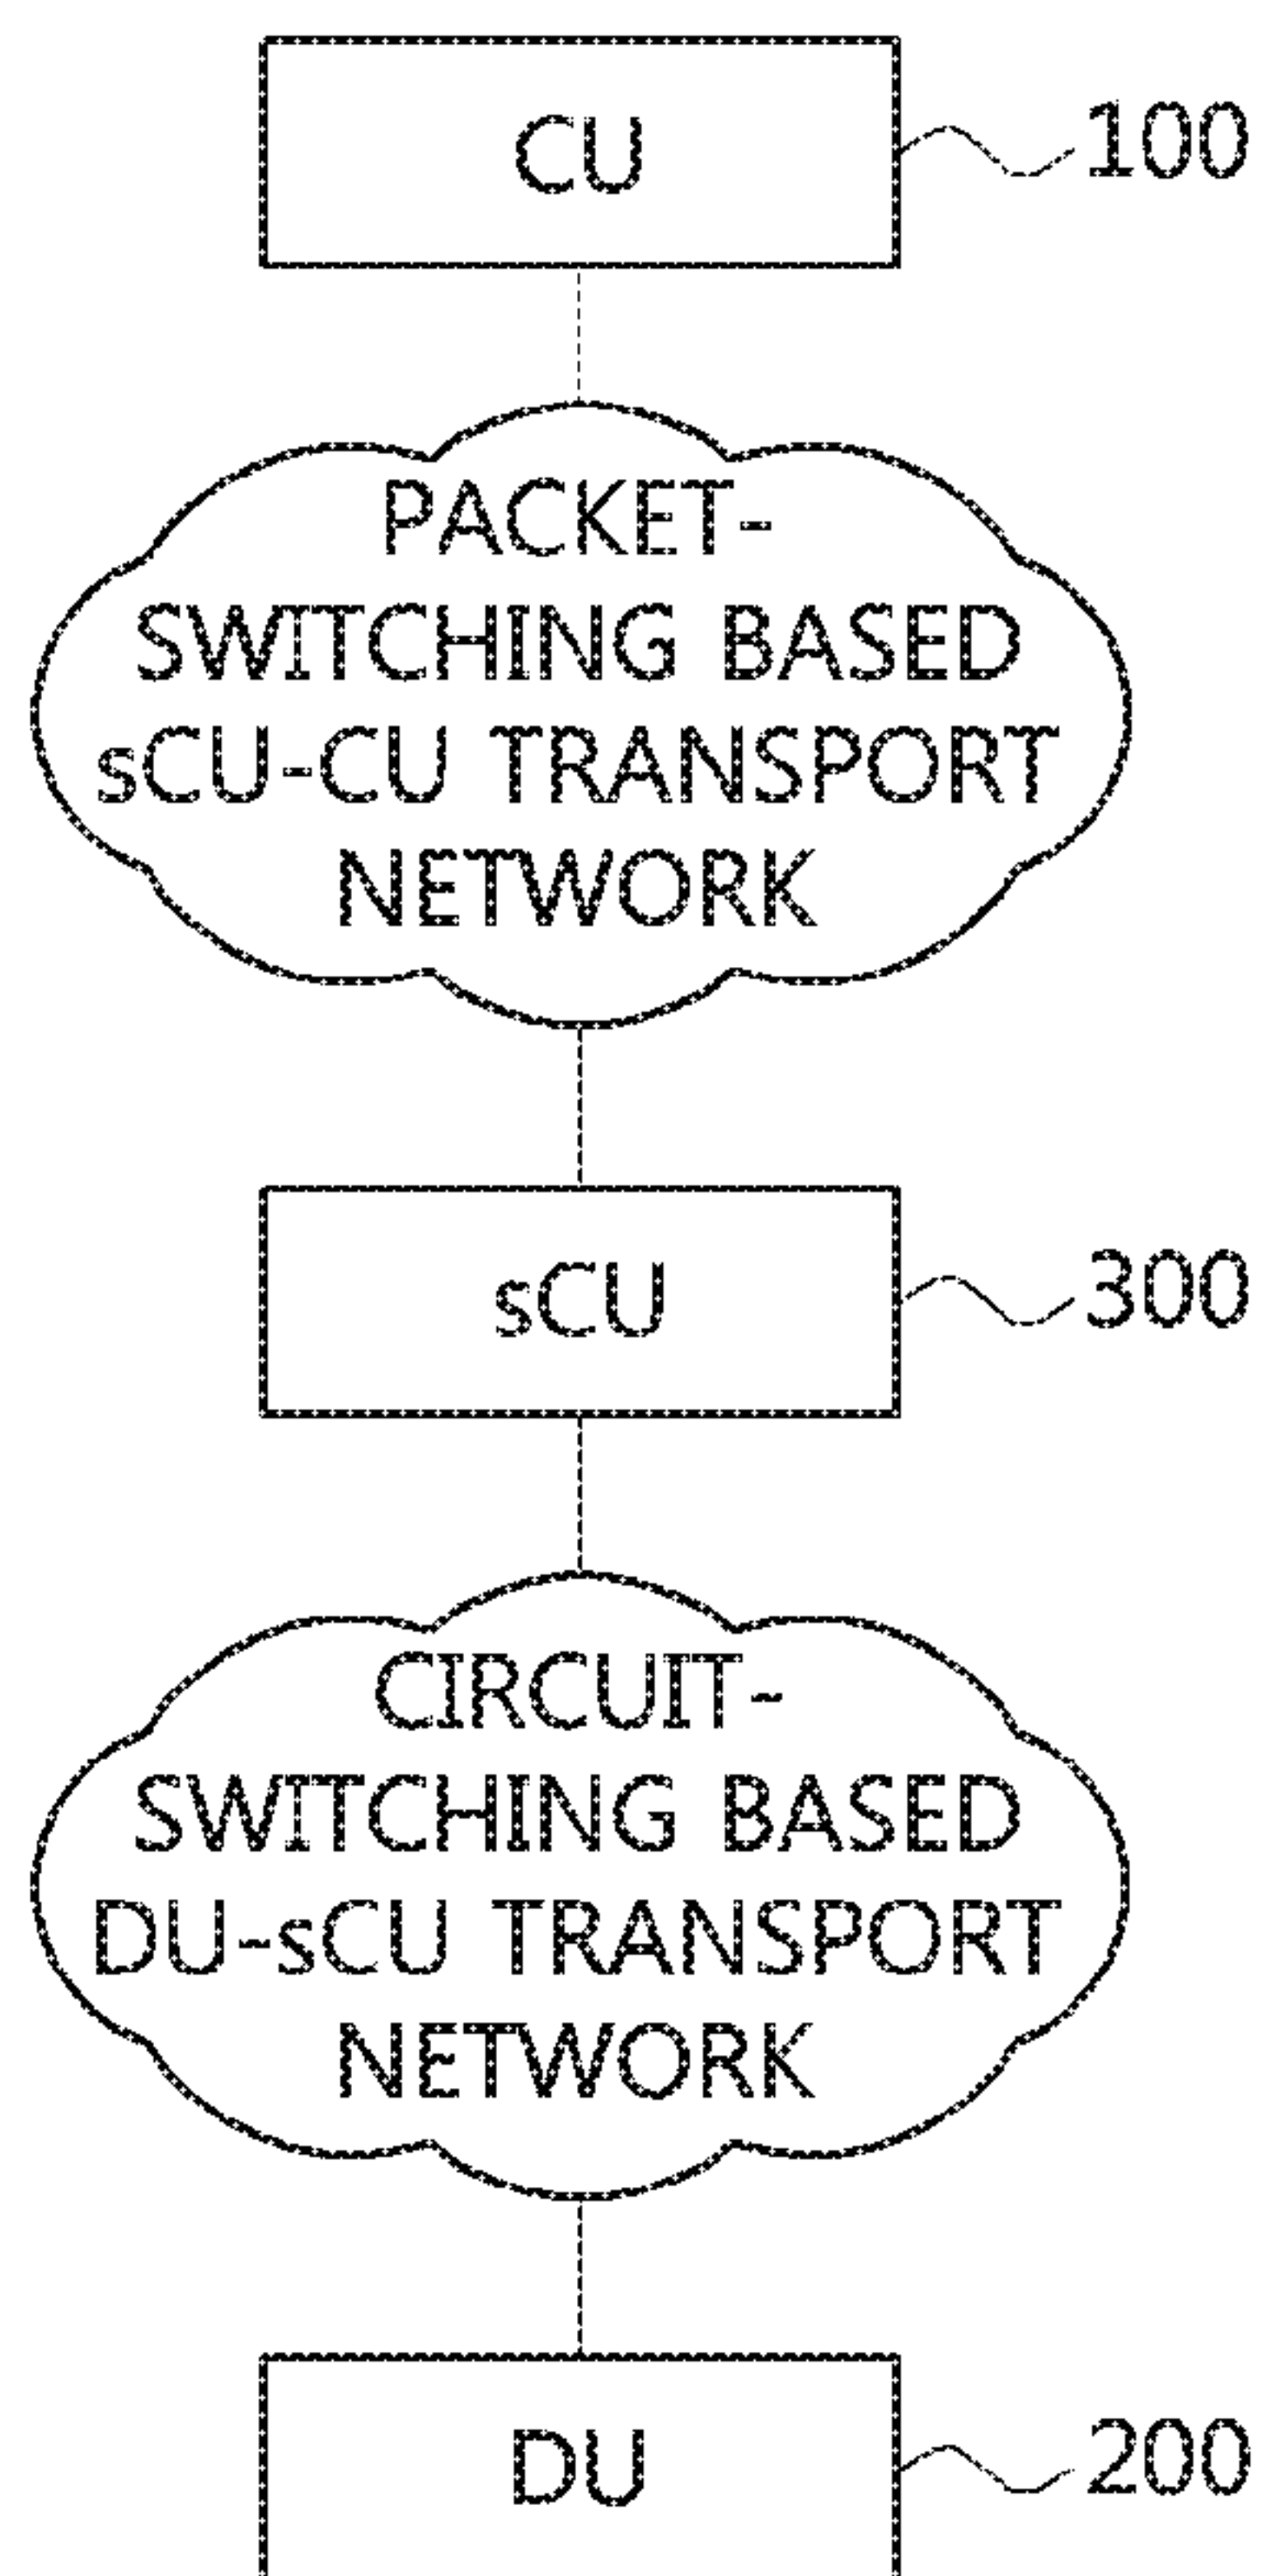 CU
100
PACKET-
SWITCHING BASED
sCU-CU TRANSPORT
NETWORK
sCU
300
CIRCUIT-
SWITCHING BASED
DU-sCU TRANSPORT
NETWORK
DU
200